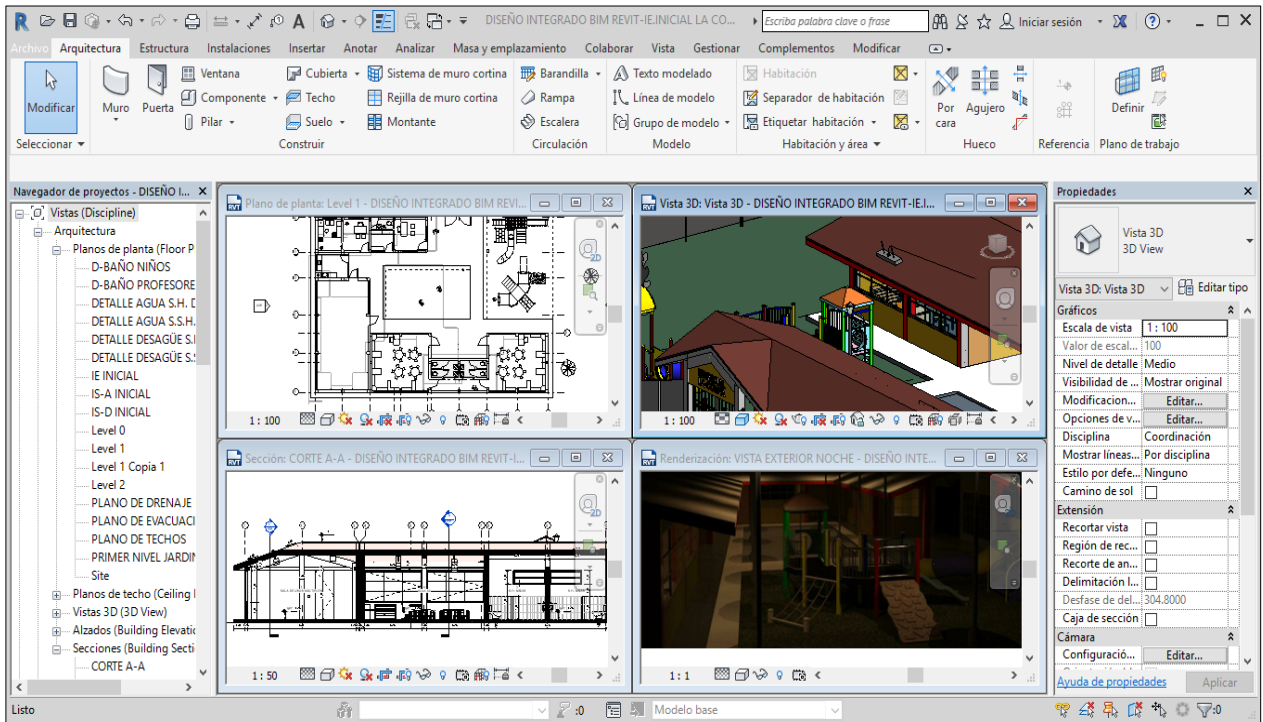 DISEÑO INTEGRADO BIM REVIT-IE.INICIAL LA CO... Escriba palabra clave o frase Iniciar sesión
Archivo Arquitectura Estructura Instalaciones Insertar Anotar Analizar Masa y emplazamiento Colaborar Vista Gestionar Complementos Modificar
Modificar
Muro
Puerta
Ventana
Componente
Pilar
Cubierta
Techo
Suelo
Sistema de muro cortina
Rejilla de muro cortina
Montante
Barandilla
Rampa
Escalera
Texto modelado
Línea de modelo
Grupo de modelo
Habitación
Separador de habitación
Etiquetar habitación
Por cara
Agujero
Definir
Seleccionar Construir Circulación Modelo Habitación y área Hueco Referencia Plano de trabajo
Navegador de proyectos - DISEÑO I...
Vistas (Discipline)
Arquitectura
Planos de planta (Floor P
D-BAÑO NIÑOS
D-BAÑO PROFESORE
DETALLE AGUA S.H. D
DETALLE AGUA S.S.H.
DETALLE DESAGÜE S.I
DETALLE DESAGÜE S.S
IE INICIAL
IS-A INICIAL
IS-D INICIAL
Level 0
Level 1
Level 1 Copia 1
Level 2
PLANO DE DRENAJE
PLANO DE EVACUACI
PLANO DE TECHOS
PRIMER NIVEL JARDIN
Site
Planos de techo (Ceiling I
Vistas 3D (3D View)
Alzados (Building Elevatio
Secciones (Building Secti
CORTE A-A
Plano de planta: Level 1 - DISEÑO INTEGRADO BIM REVI...
2D
1 : 100
Vista 3D: Vista 3D - DISEÑO INTEGRADO BIM REVIT-IE.I...
1 : 100
Sección: CORTE A-A - DISEÑO INTEGRADO BIM REVIT-I...
2D
1 : 50
Renderización: VISTA EXTERIOR NOCHE - DISEÑO INTE...
2D
1 : 1
Propiedades
Vista 3D
3D View
Vista 3D: Vista 3D Editar tipo
Gráficos
Escala de vista 1 : 100
Valor de escal... 100
Nivel de detalle Medio
Visibilidad de ... Mostrar original
Modificacion... Editar...
Opciones de v... Editar...
Disciplina Coordinación
Mostrar líneas... Por disciplina
Estilo por defe... Ninguno
Camino de sol
Extensión
Recortar vista
Región de rec...
Recorte de an...
Delimitación l...
Desfase de del... 304.8000
Caja de sección
Cámara
Configuració... Editar...
Ayuda de propiedades Aplicar
Listo :0 Modelo base :0